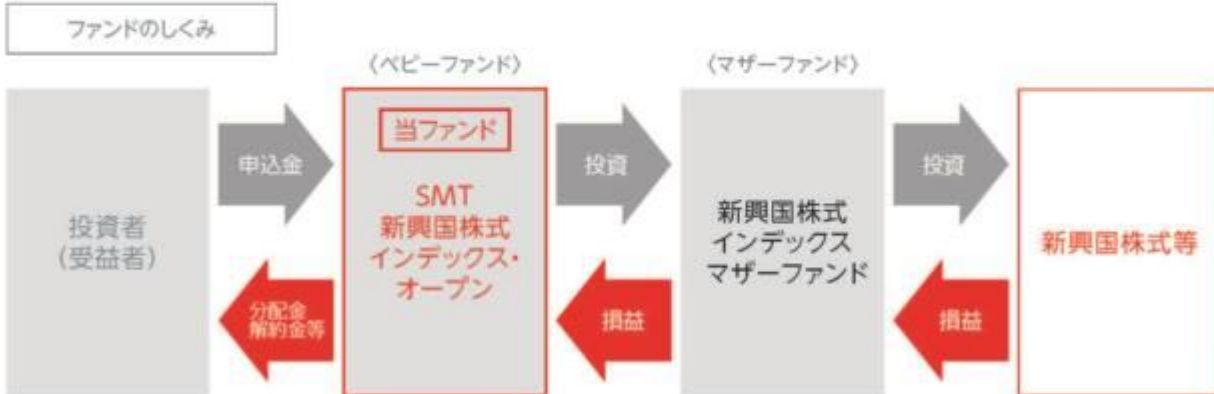 ファンドのしくみ
〈ベビーファンド〉
〈マザーファンド〉
投資者
(受益者)
申込金
分配金
解約金等
当ファンド
SMT
新興国株式
インデックス・
オープン
投資
損益
新興国株式
インデックス
マザーファンド
投資
損益
新興国株式等